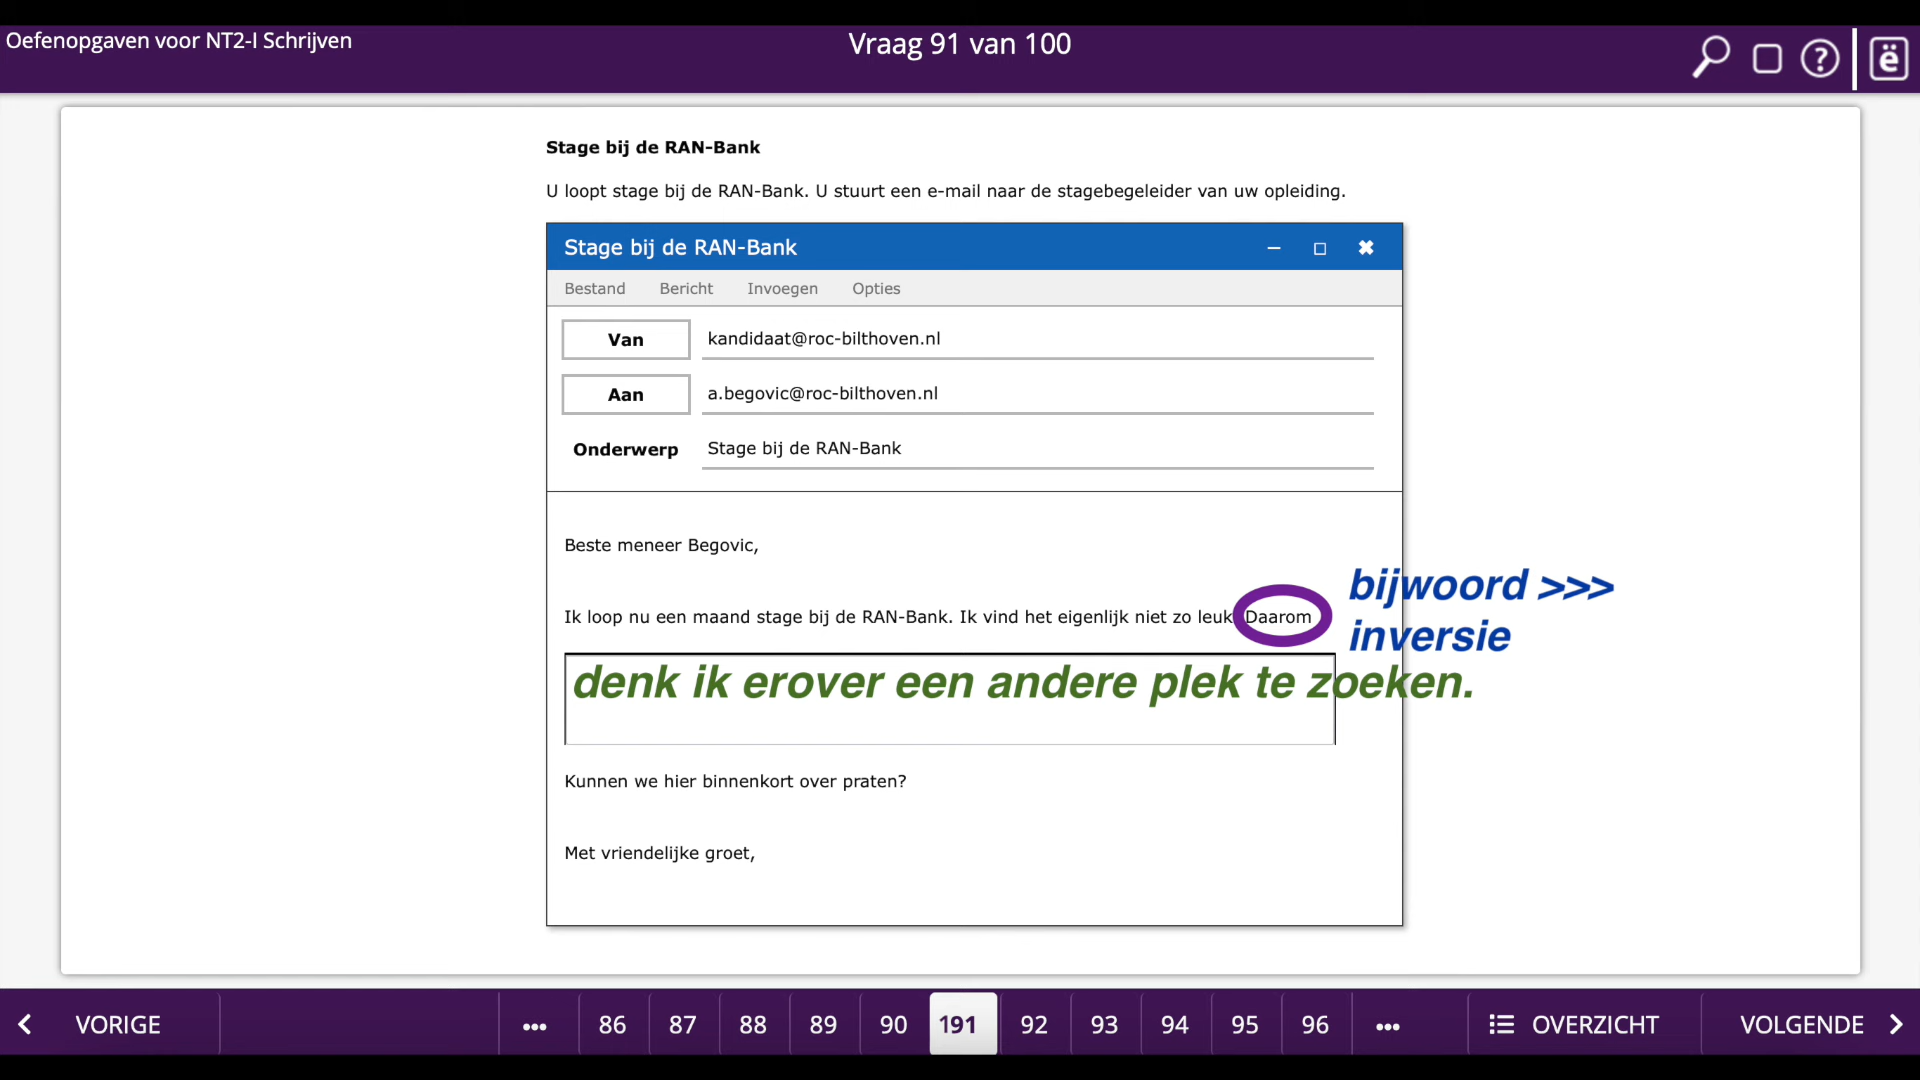 Oefenopgaven voor NT2-I Schrijven
Vraag 91 van 100
Stage bij de RAN-Bank
U loopt stage bij de RAN-Bank. U stuurt een e-mail naar de stagebegeleider van uw opleiding.
Stage bij de RAN-Bank
Bestand Bericht Invoegen Opties
Van kandidaat@roc-bilthoven.nl
Aan a.begovic@roc-bilthoven.nl
Onderwerp Stage bij de RAN-Bank
Beste meneer Begovic,
Ik loop nu een maand stage bij de RAN-Bank. Ik vind het eigenlijk niet zo leuk Daarom
bijwoord >>>
inversie
denk ik erover een andere plek te zoeken.
Kunnen we hier binnenkort over praten?
Met vriendelijke groet,
VORIGE ••• 86 87 88 89 90 191 92 93 94 95 96 ••• OVERZICHT VOLGENDE